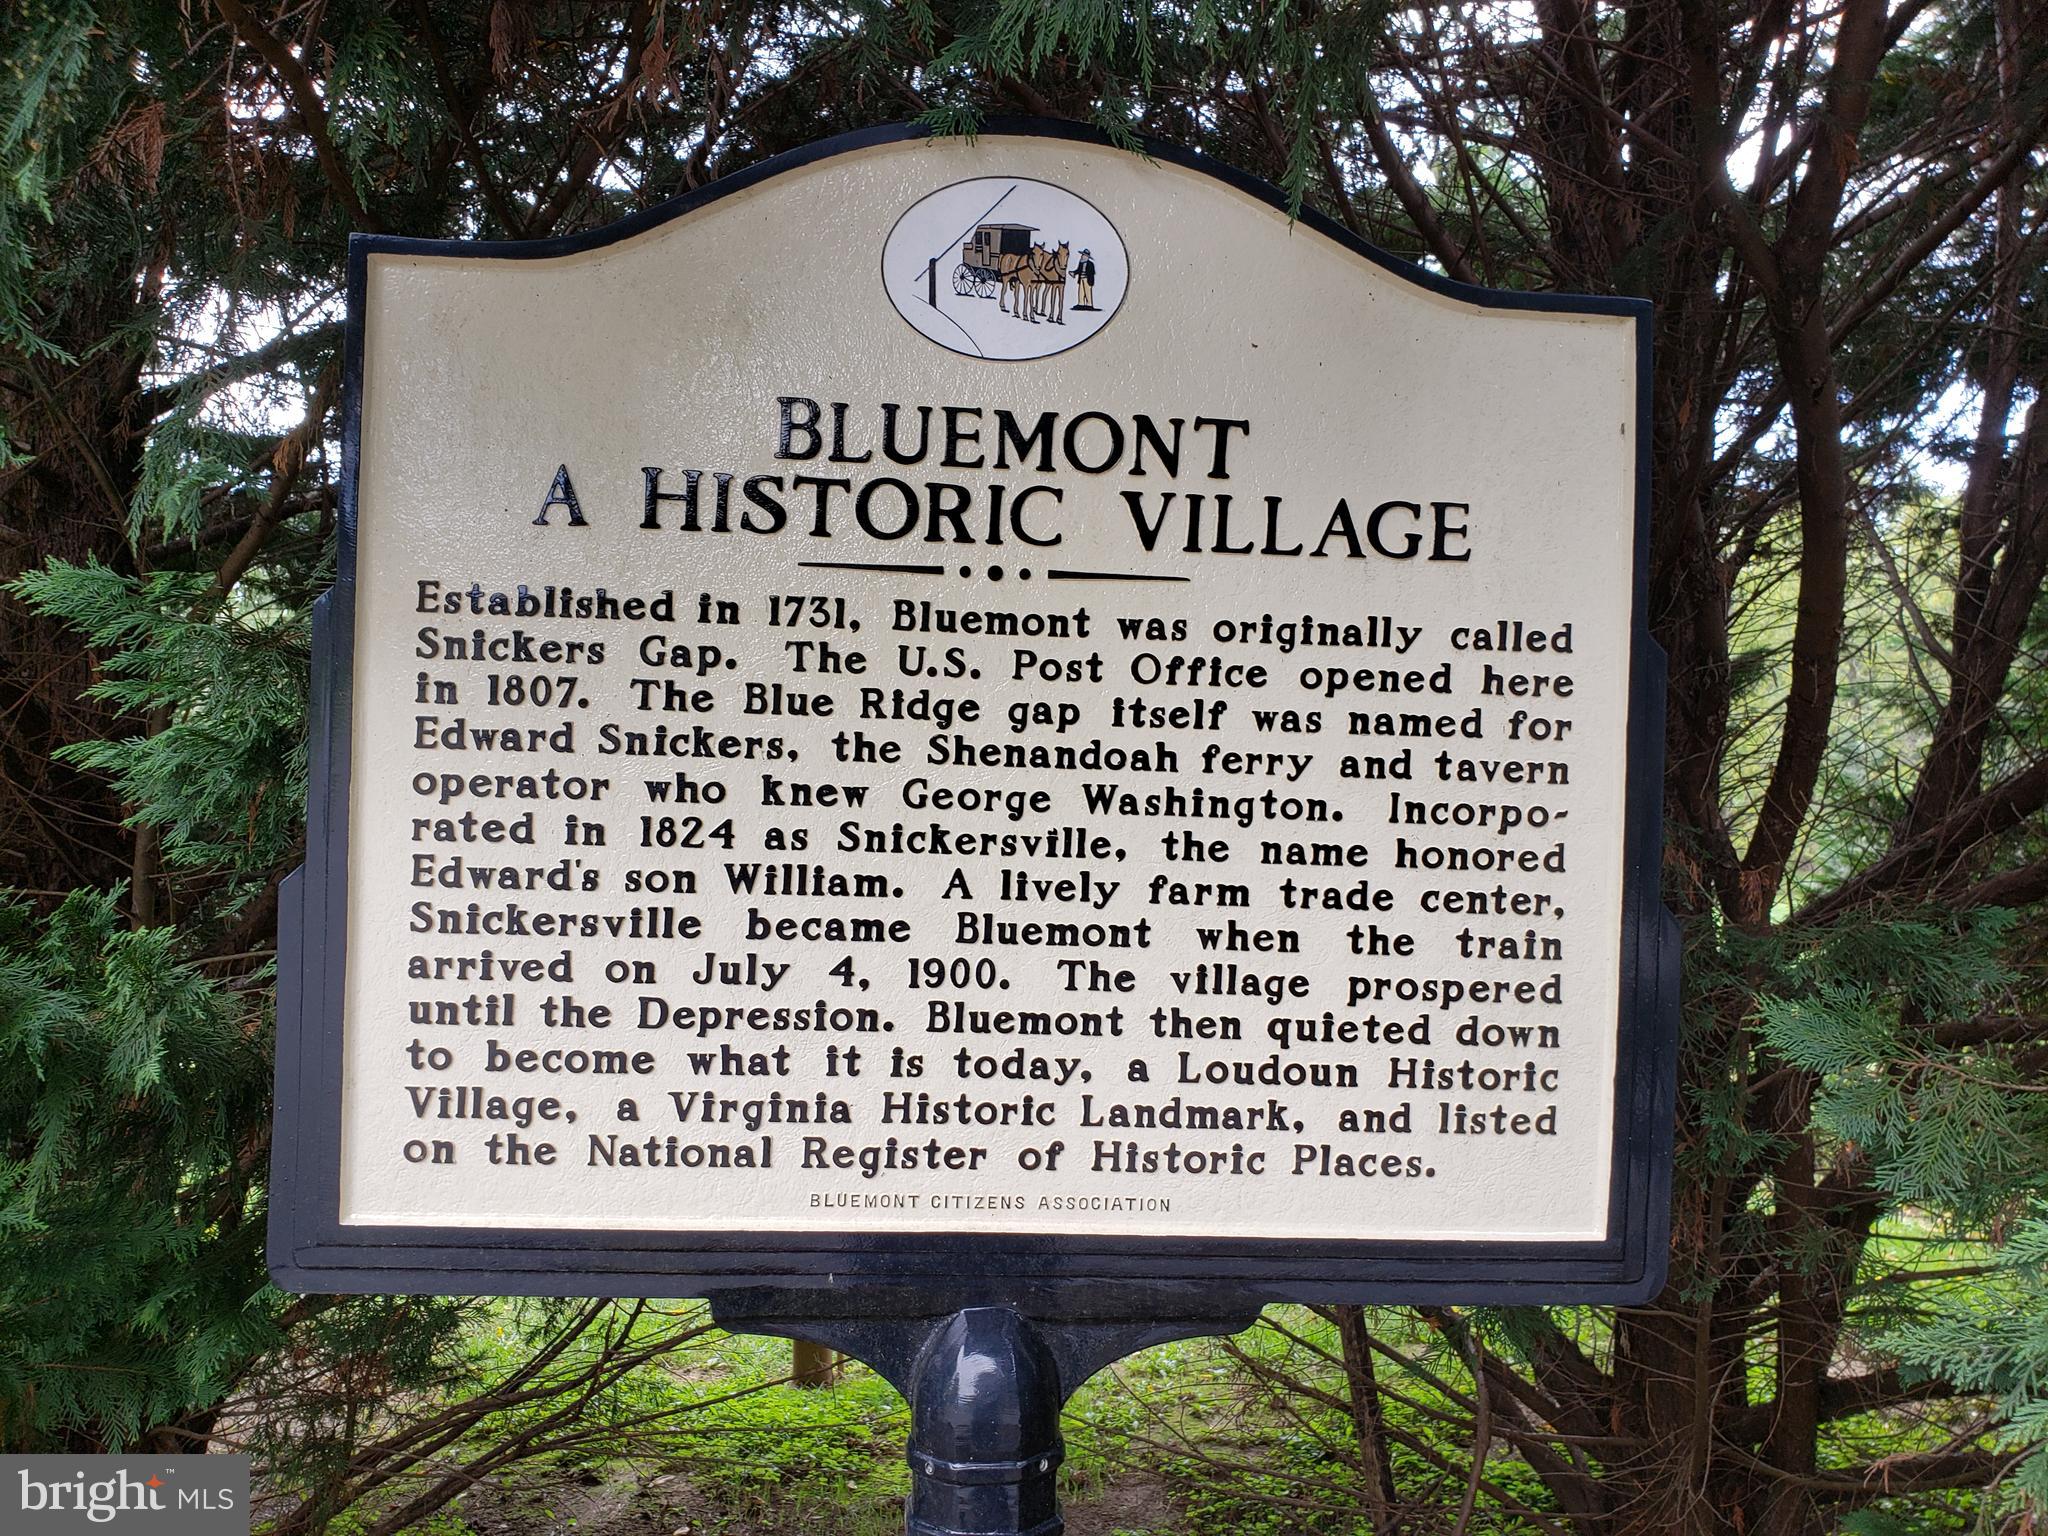 BLUEMONT
A HISTORIC VILLAGE
Established in 1731, Bluemont was originally called
Snickers Gap. The U.S. Post Office opened here
in 1807. The Blue Ridge gap itself was named for
Edward Snickers, the Shenandoah ferry and tavern
operator who knew George Washington. Incorpo-
rated in 1824 as Snickersville, the name honored
Edward's son William. A lively farm trade center,
Snickersville became Bluemont when the train
arrived on July 4, 1900. The village prospered
until the Depression. Bluemont then quieted down
to become what it is today, a Loudoun Historic
Village, a Virginia Historic Landmark, and listed
on the National Register of Historic Places.
BLUEMONT CITIZENS ASSOCIATION
bright™ MLS